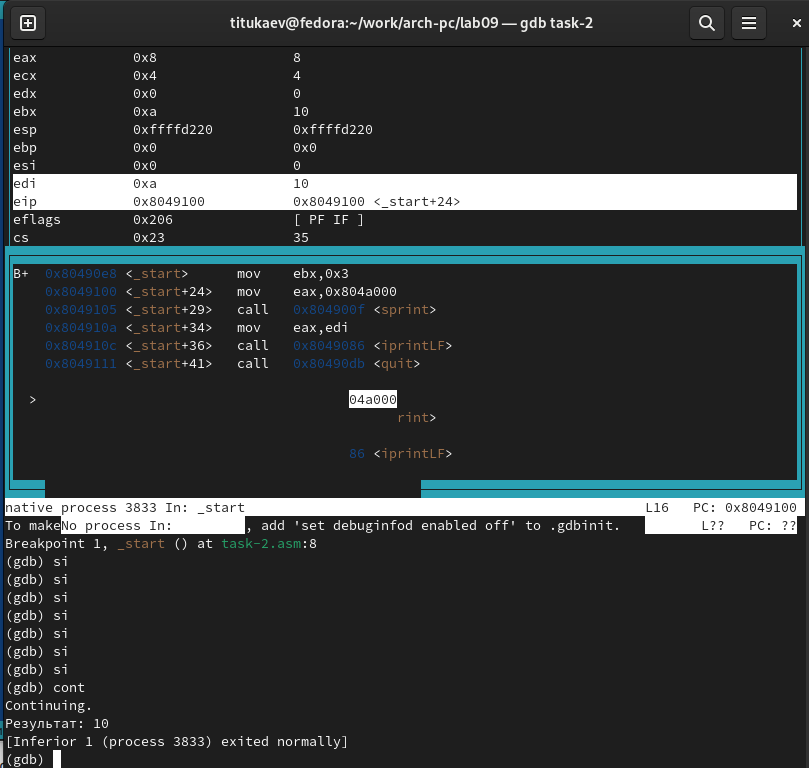 titukaev@fedora:~/work/arch-pc/lab09 — gdb task-2
eax 0x8 8
ecx 0x4 4
edx 0x0 0
ebx 0xa 10
esp 0xffffd220 0xffffd220
ebp 0x0 0x0
esi 0x0 0
edi 0xa 10
eip 0x8049100 0x8049100 <_start+24>
eflags 0x206 [ PF IF ]
cs 0x23 35
B+ 0x80490e8 <_start> mov ebx,0x3
0x8049100 <_start+24> mov eax,0x804a000
0x8049105 <_start+29> call 0x804900f <sprint>
0x804910a <_start+34> mov eax,edi
0x804910c <_start+36> call 0x8049086 <iprintLF>
0x8049111 <_start+41> call 0x80490db <quit>
> 04a000
rint>
86 <iprintLF>
native process 3833 In: _start L16 PC: 0x8049100
To makeNo process In: , add 'set debuginfod enabled off' to .gdbinit. L?? PC: ??
Breakpoint 1, _start () at task-2.asm:8
(gdb) si
(gdb) si
(gdb) si
(gdb) si
(gdb) si
(gdb) si
(gdb) si
(gdb) cont
Continuing.
Результат: 10
[Inferior 1 (process 3833) exited normally]
(gdb)